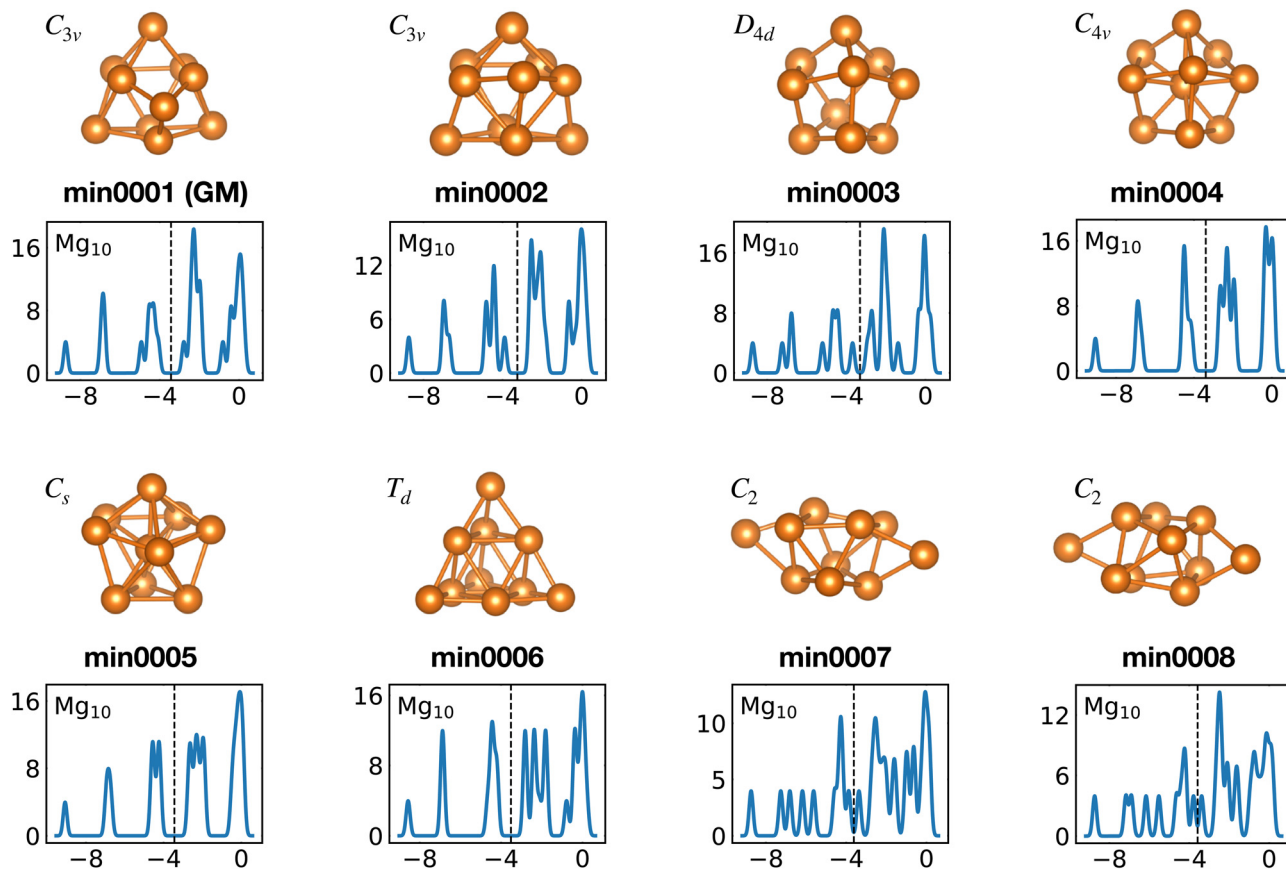 C3v C3v D4d C4v
min0001 (GM) min0002 min0003 min0004
Mg10 Mg10 Mg10 Mg10
16 8 0 12 6 0 16 8 0 16 8 0
−8 −4 0 −8 −4 0 −8 −4 0 −8 −4 0
Cs Td C2 C2
min0005 min0006 min0007 min0008
Mg10 Mg10 Mg10 Mg10
16 8 0 16 8 0 10 5 0 12 6 0
−8 −4 0 −8 −4 0 −8 −4 0 −8 −4 0